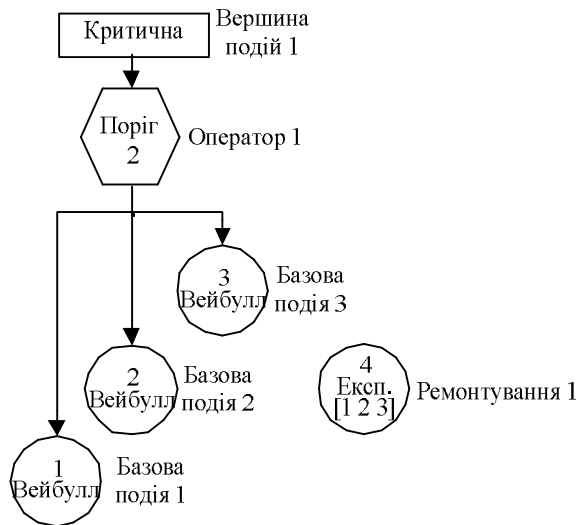 Критична
Вершина
подій 1
Поріг
2
Оператор 1
3
Вейбулл
Базова
подія 3
2
Вейбулл
Базова
подія 2
4
Експ.
[1 2 3]
Ремонтування 1
1
Вейбулл
Базова
подія 1